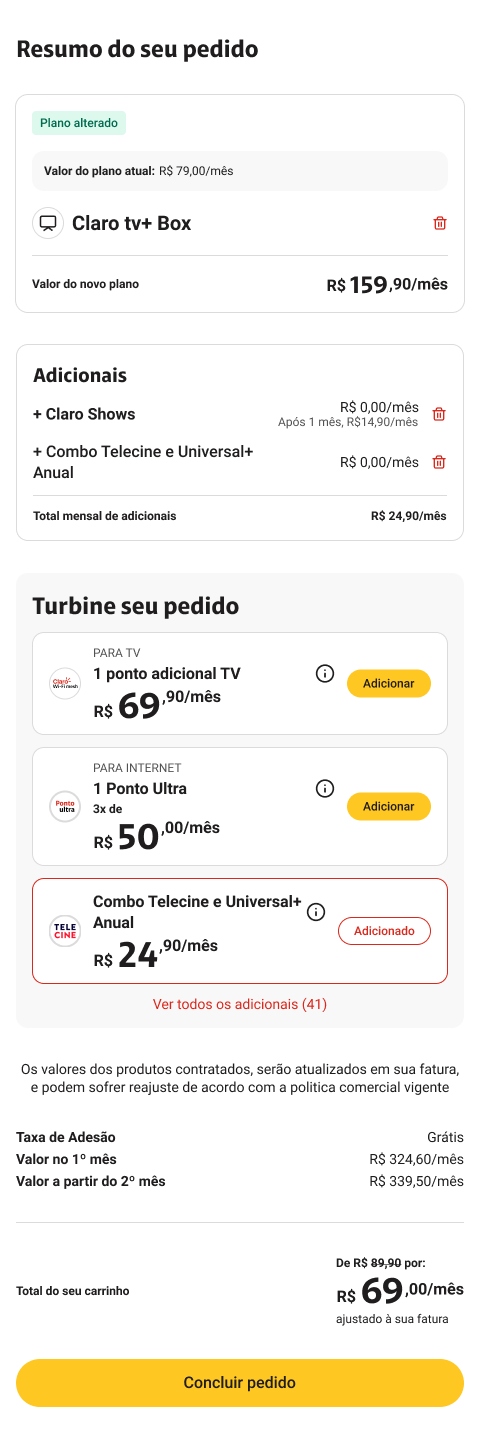 Resumo do seu pedido
Plano alterado
Valor do plano atual: R$ 79,00/mês
Claro tv+ Box
Valor do novo plano R$ 159,90/mês
Adicionais
+ Claro Shows R$ 0,00/mês
Após 1 mês, R$14,90/mês
+ Combo Telecine e Universal+
Anual R$ 0,00/mês
Total mensal de adicionais R$ 24,90/mês
Turbine seu pedido
PARA TV
1 ponto adicional TV
R$ 69,90/mês
Claro
Wi-Fi mesh
Adicionar
PARA INTERNET
1 Ponto Ultra
3x de
R$ 50,00/mês
Ponto
ultra
Adicionar
Combo Telecine e Universal+
Anual
R$ 24,90/mês
TELE
CINE
Adicionado
Ver todos os adicionais (41)
Os valores dos produtos contratados, serão atualizados em sua fatura,
e podem sofrer reajuste de acordo com a politica comercial vigente
Taxa de Adesão Grátis
Valor no 1º mês R$ 324,60/mês
Valor a partir do 2º mês R$ 339,50/mês
De R$ 89,90 por:
Total do seu carrinho R$ 69,00/mês
ajustado à sua fatura
Concluir pedido